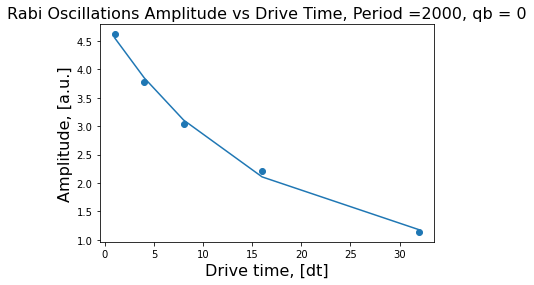 Rabi Oscillations Amplitude vs Drive Time, Period =2000, qb = 0
Amplitude, [a.u.]
4.5
4.0
3.5
3.0
2.5
2.0
1.5
1.0
0 5 10 15 20 25 30
Drive time, [dt]